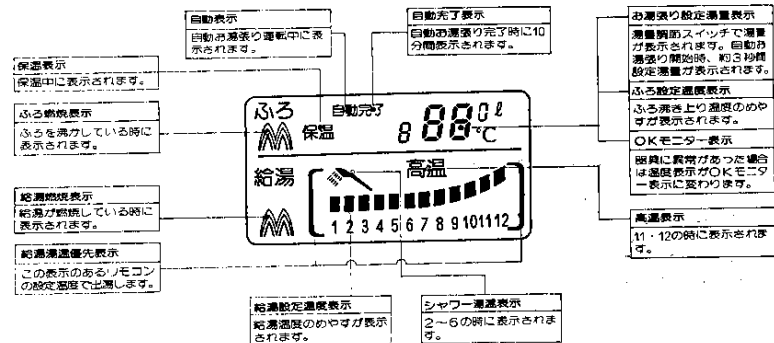 自動表示
自動お湯張り運転中に表
示されます。
自動完了表示
自動お湯張り完了時に10
分間表示されます。
お湯張り設定湯量表示
湯量調節スイッチで湯量
が表示されます。自動お
湯張り開始時、約3秒間
設定湯量が表示されます。
保温表示
保温中に表示されます。
ふろ燃焼表示
ふろを沸かしている時に
表示されます。
ふろ設定温度表示
ふろ沸き上り温度のめや
すが表示されます。
OKモニター表示
器具に異常があった場合
は温度表示がOKモニタ
ー表示に変わります。
ふろ
自動完了
保温
8 88 0ℓ
℃
給湯
高温
1 2 3 4 5 6 7 8 9 10 11 12
給湯燃焼表示
給湯が燃焼している時に
表示されます。
高温表示
11・12の時に表示されま
す。
給湯湯温優先表示
この表示のあるリモコン
の設定温度で出湯します。
給湯設定温度表示
給湯温度のめやすが表示
されます。
シャワー湯温表示
2〜6の時に表示されま
す。